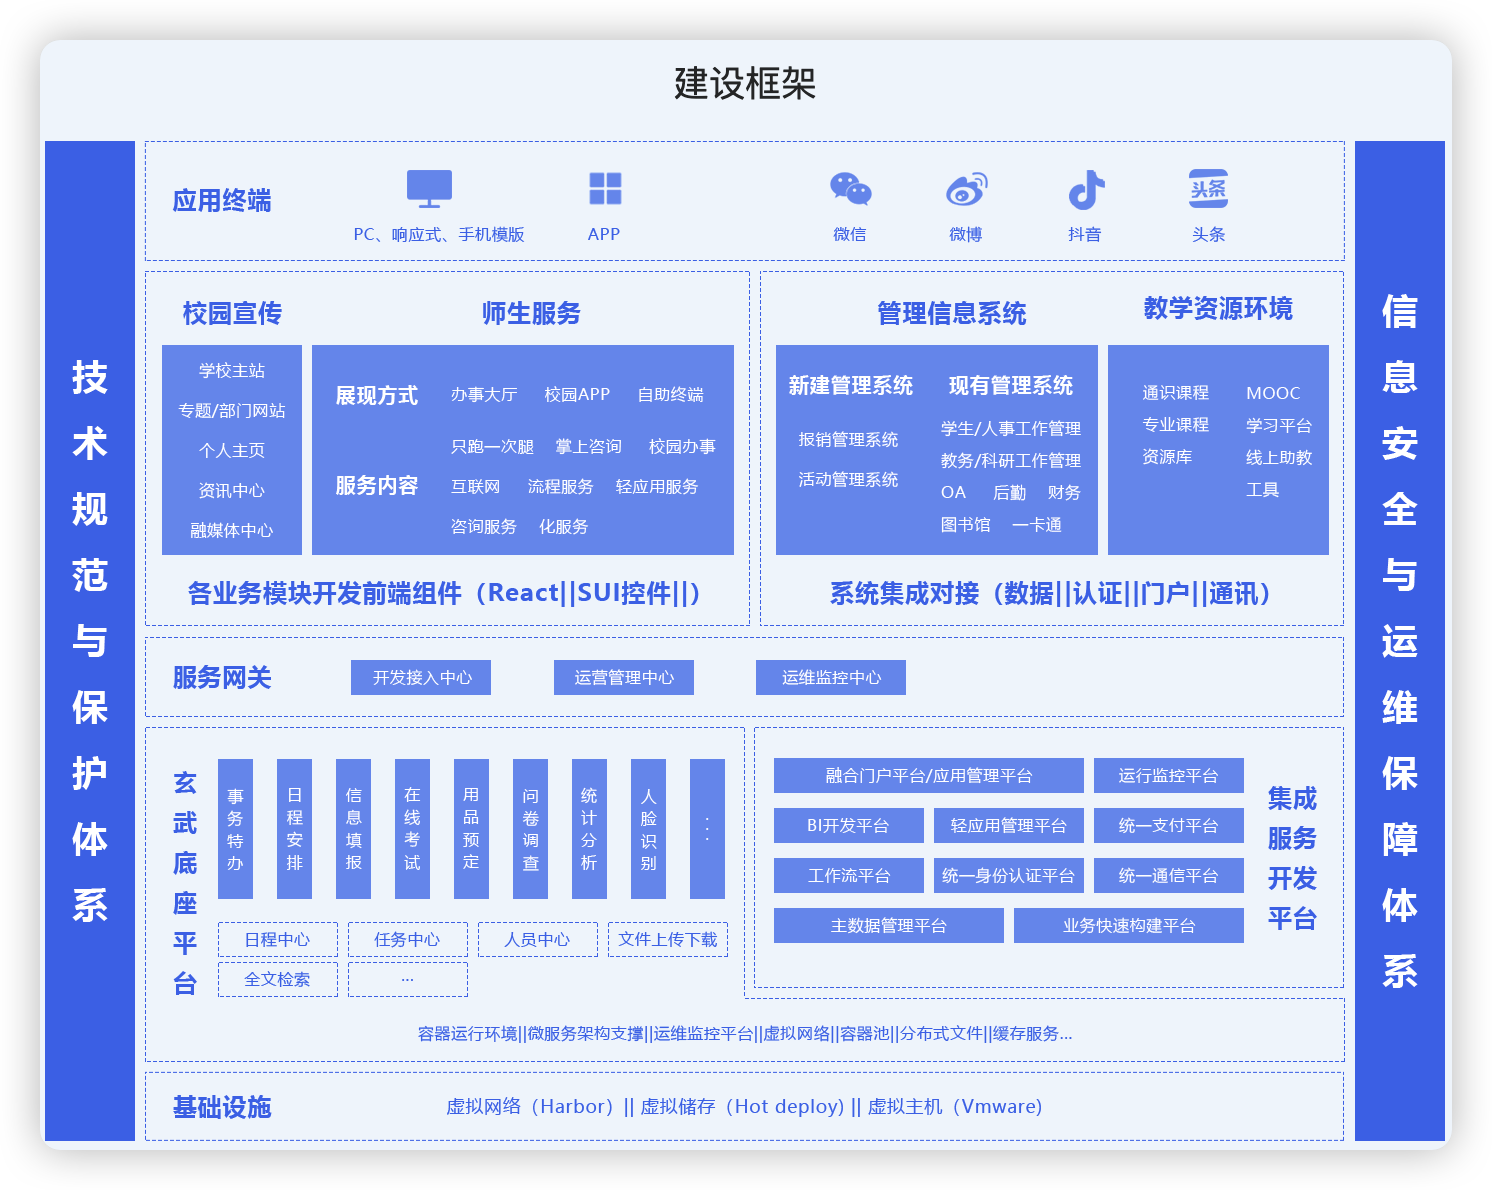 建设框架
技术规范与保护体系
应用终端
PC、响应式、手机模版
APP
微信
微博
抖音
头条
头条
校园宣传
学校主站
专题/部门网站
个人主页
资讯中心
融媒体中心
师生服务
展现方式
办事大厅 校园APP 自助终端
服务内容
只跑一次腿 掌上咨询 校园办事
互联网 流程服务 轻应用服务
咨询服务 化服务
各业务模块开发前端组件（React||SUI控件||）
管理信息系统
新建管理系统
报销管理系统
活动管理系统
现有管理系统
学生/人事工作管理
教务/科研工作管理
OA 后勤 财务
图书馆 一卡通
教学资源环境
通识课程
专业课程
资源库
MOOC
学习平台
线上助教
工具
系统集成对接（数据||认证||门户||通讯）
服务网关
开发接入中心
运营管理中心
运维监控中心
玄武底座平台
事务特办
日程安排
信息填报
在线考试
用品预定
问卷调查
统计分析
人脸识别
...
日程中心
任务中心
人员中心
文件上传下载
全文检索
...
融合门户平台/应用管理平台
运行监控平台
BI开发平台
轻应用管理平台
统一支付平台
工作流平台
统一身份认证平台
统一通信平台
主数据管理平台
业务快速构建平台
集成
服务
开发
平台
容器运行环境||微服务架构支撑||运维监控平台||虚拟网络||容器池||分布式文件||缓存服务...
基础设施
虚拟网络（Harbor）|| 虚拟储存（Hot deploy) || 虚拟主机（Vmware)
信息安全与运维保障体系